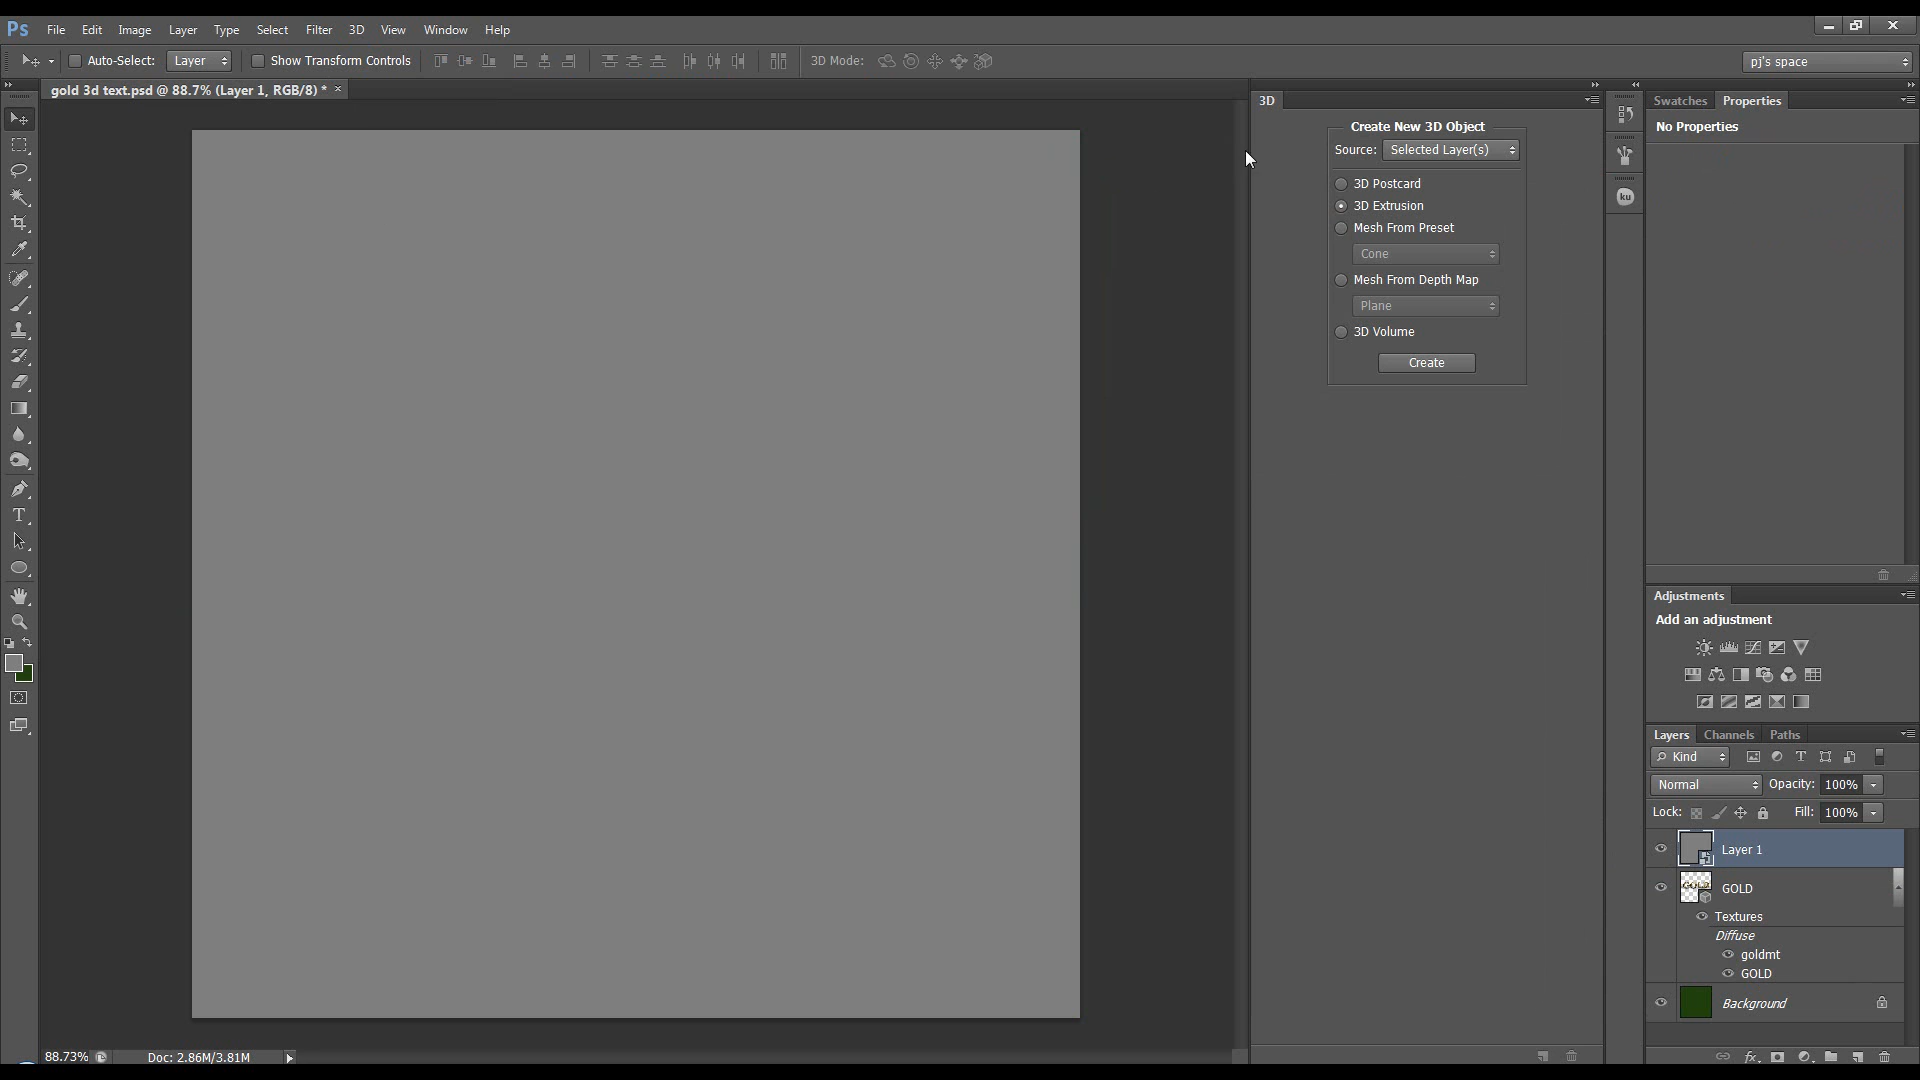 Ps File Edit Image Layer Type Select Filter 3D View Window Help
Auto-Select: Layer Show Transform Controls 3D Mode: pj's space
gold 3d text.psd @ 88.7% (Layer 1, RGB/8) * ×
3D
Create New 3D Object
Source: Selected Layer(s)
3D Postcard
3D Extrusion
Mesh From Preset
Cone
Mesh From Depth Map
Plane
3D Volume
Create
ku
Swatches Properties
No Properties
Adjustments
Add an adjustment
Layers Channels Paths
Kind
Normal Opacity: 100%
Lock: Fill: 100%
Layer 1
GOLD
Textures
Diffuse
goldmt
GOLD
Background
88.73% Doc: 2.86M/3.81M